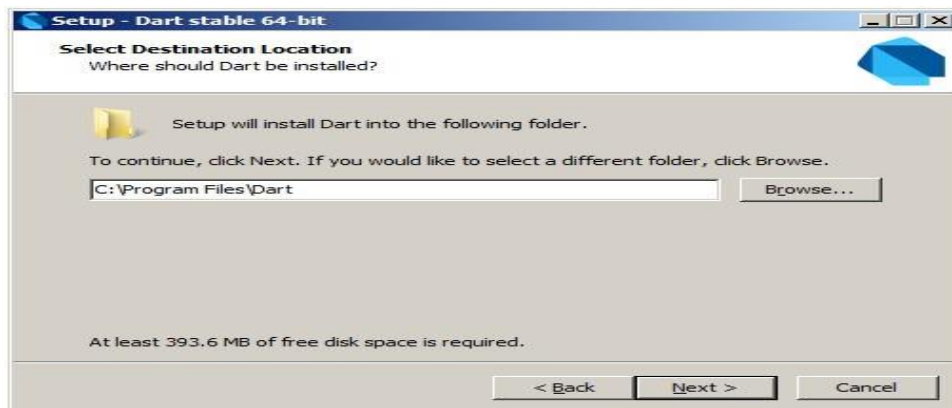 Setup - Dart stable 64-bit
Select Destination Location
Where should Dart be installed?
Setup will install Dart into the following folder.
To continue, click Next. If you would like to select a different folder, click Browse.
C:\Program Files\Dart
Browse...
At least 393.6 MB of free disk space is required.
< Back Next > Cancel